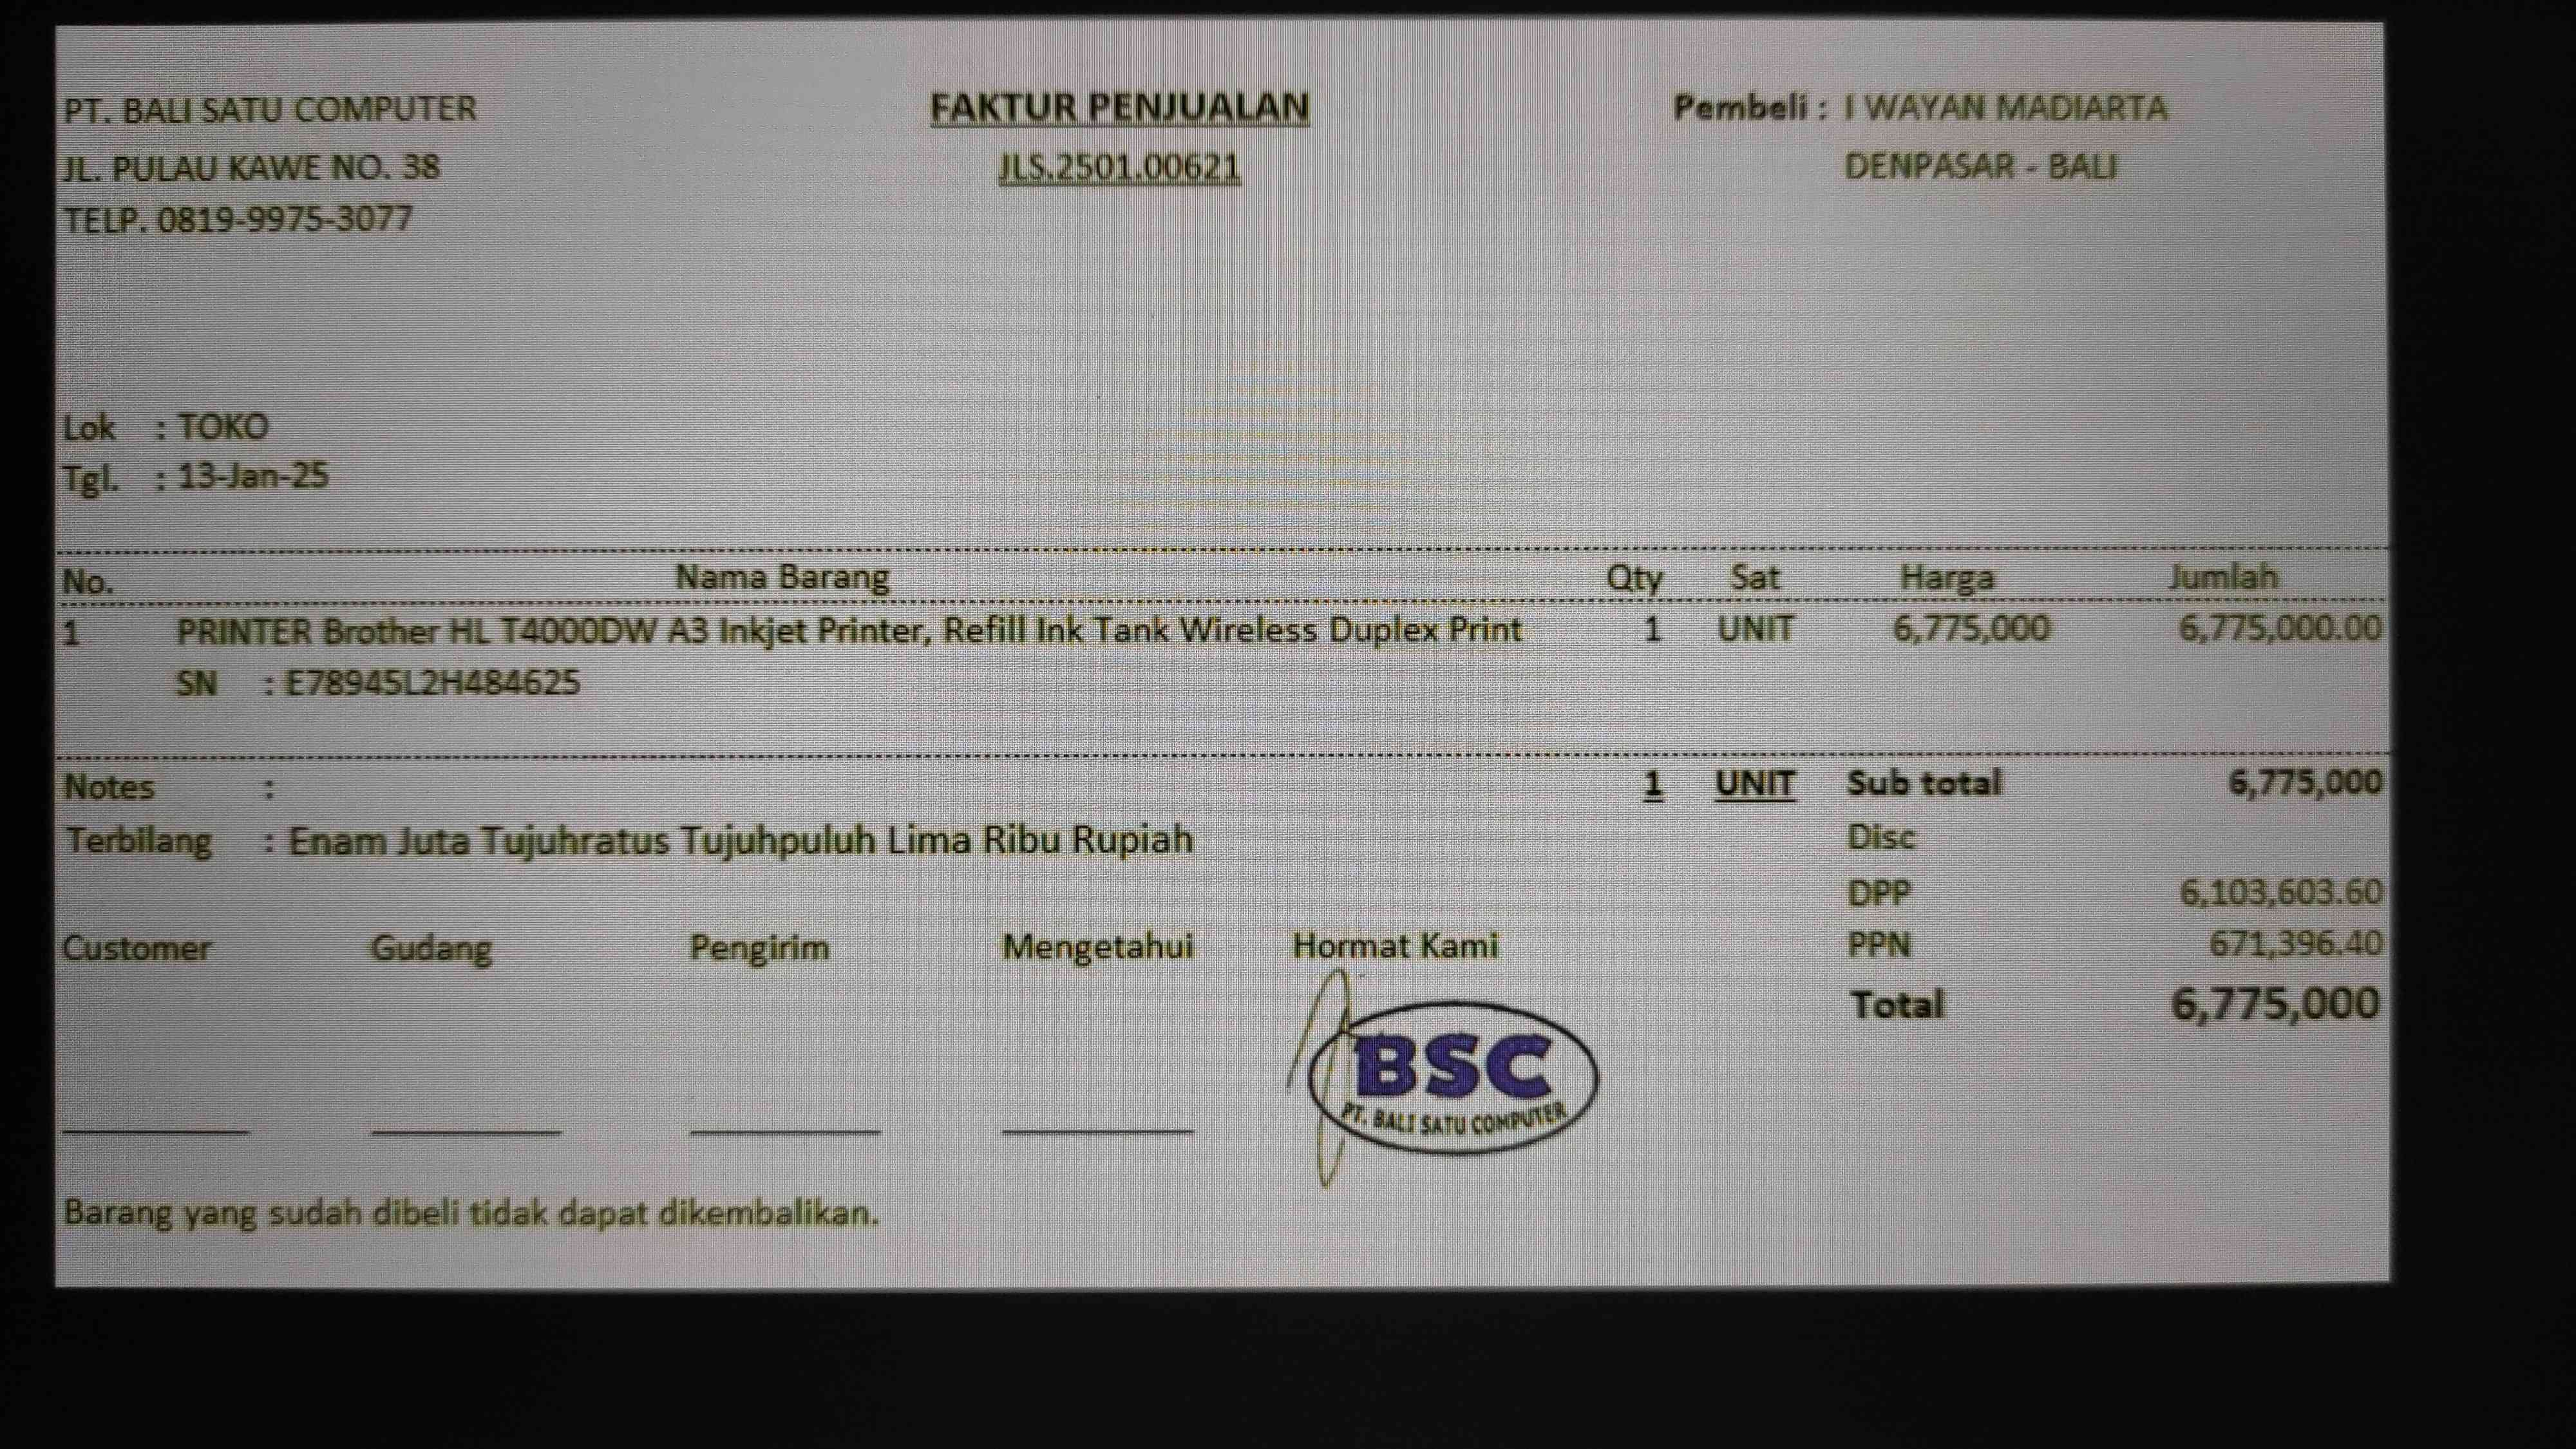 PT. BALI SATU COMPUTER
JL. PULAU KAWE NO. 38
TELP. 0819-9975-3077
FAKTUR PENJUALAN
JLS.2501.00621
Pembeli : I WAYAN MADIARTA
DENPASAR - BALI
Lok : TOKO
Tgl. : 13-Jan-25
No. Nama Barang Qty Sat Harga Jumlah
1 PRINTER Brother HL T4000DW A3 Inkjet Printer, Refill Ink Tank Wireless Duplex Print 1 UNIT 6,775,000 6,775,000.00
SN : E78945L2H484625
Notes : 1 UNIT Sub total 6,775,000
Terbilang : Enam Juta Tujuhratus Tujuhpuluh Lima Ribu Rupiah Disc
DPP 6,103,603.60
Customer Gudang Pengirim Mengetahui Hormat Kami PPN 671,396.40
Total 6,775,000
BSC
PT. BALI SATU COMPUTER
Barang yang sudah dibeli tidak dapat dikembalikan.